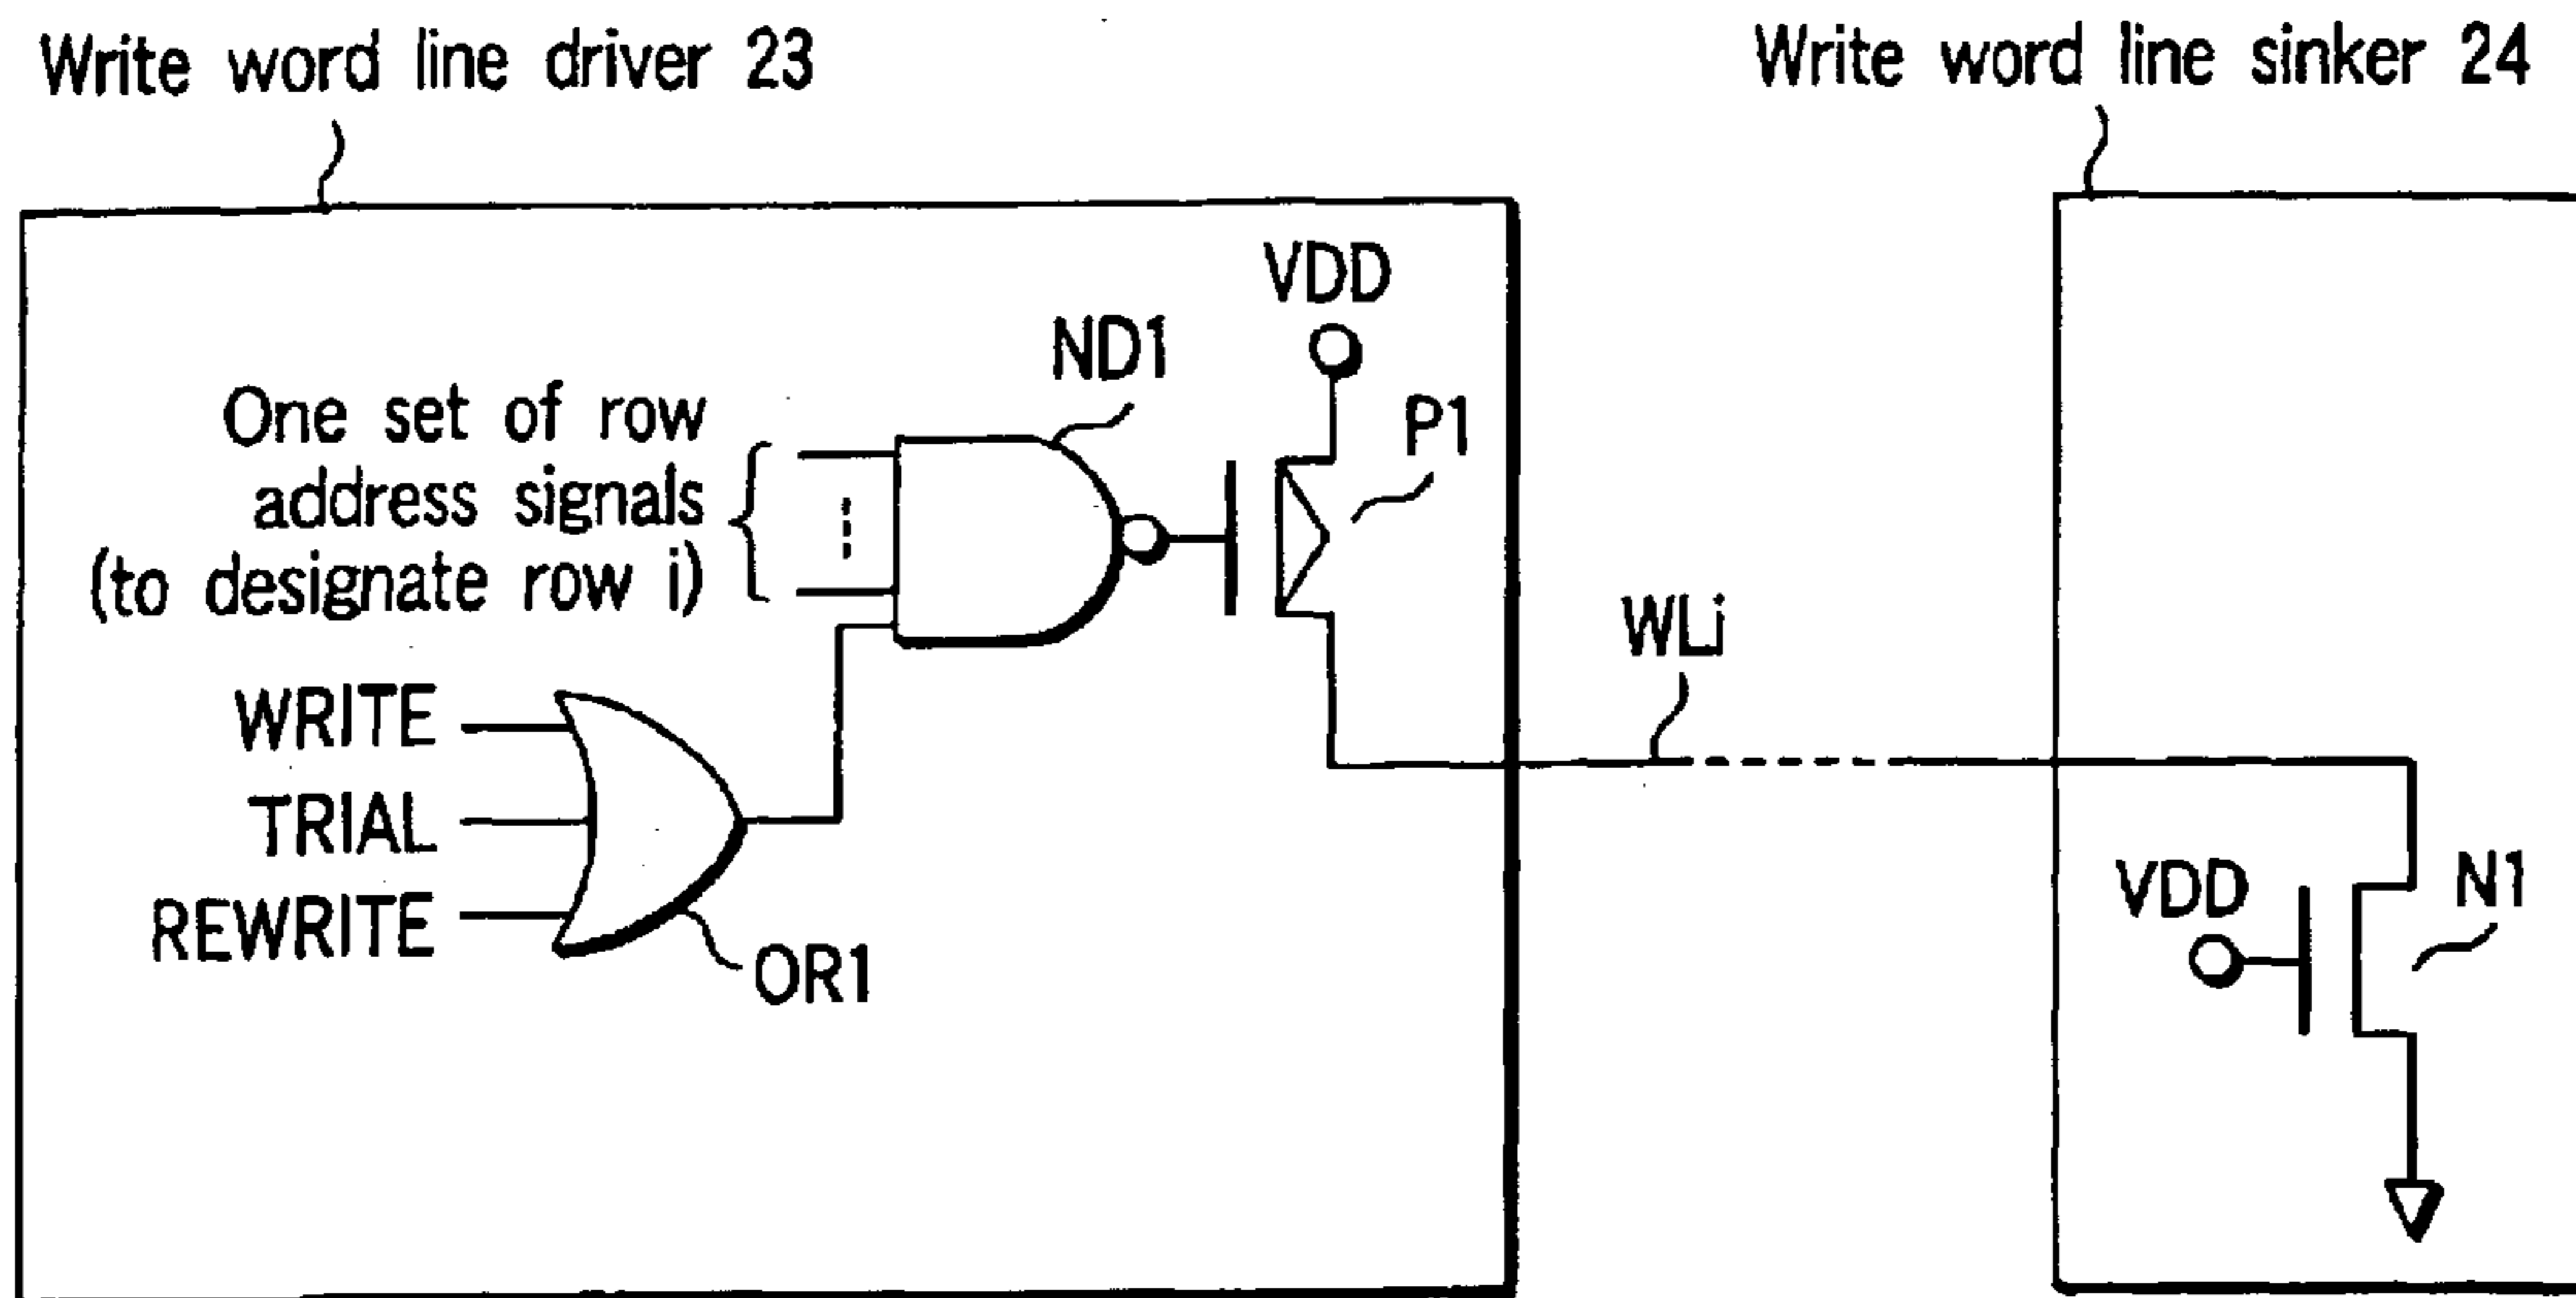 Write word line driver 23
Write word line sinker 24
VDD
ND1
P1
One set of row
address signals
(to designate row i)
WLi
WRITE
TRIAL
REWRITE
OR1
VDD
N1